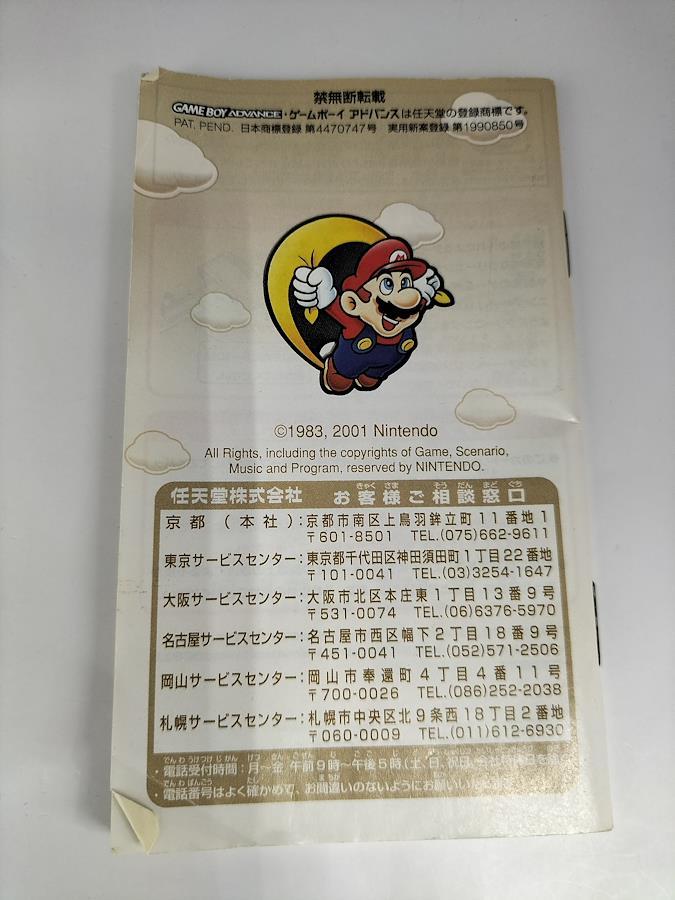 禁無断転載
GAME BOY ADVANCE・ゲームボーイ アドバンスは任天堂の登録商標です。
PAT. PEND. 日本商標登録 第4470747号 実用新案登録 第1990850号
M
©1983, 2001 Nintendo
All Rights, including the copyrights of Game, Scenario,
Music and Program, reserved by NINTENDO.
任天堂株式会社 お客様ご相談窓口
京都(本社):京都市南区上鳥羽鉾立町11番地1
〒601-8501 TEL.(075)662-9611
東京サービスセンター:東京都千代田区神田須田町1丁目22番地
〒101-0041 TEL.(03)3254-1647
大阪サービスセンター:大阪市北区本庄東1丁目13番9号
〒531-0074 TEL.(06)6376-5970
名古屋サービスセンター:名古屋市西区幅下2丁目18番9号
〒451-0041 TEL.(052)571-2506
岡山サービスセンター:岡山市奉還町4丁目4番11号
〒700-0026 TEL.(086)252-2038
札幌サービスセンター:札幌市中央区北9条西18丁目2番地
〒060-0009 TEL.(011)612-6930
・電話受付時間:月〜金 午前9時〜午後5時(土、日、祝日、会社
・電話番号はよく確かめて、お間違いのないようにお願いいた